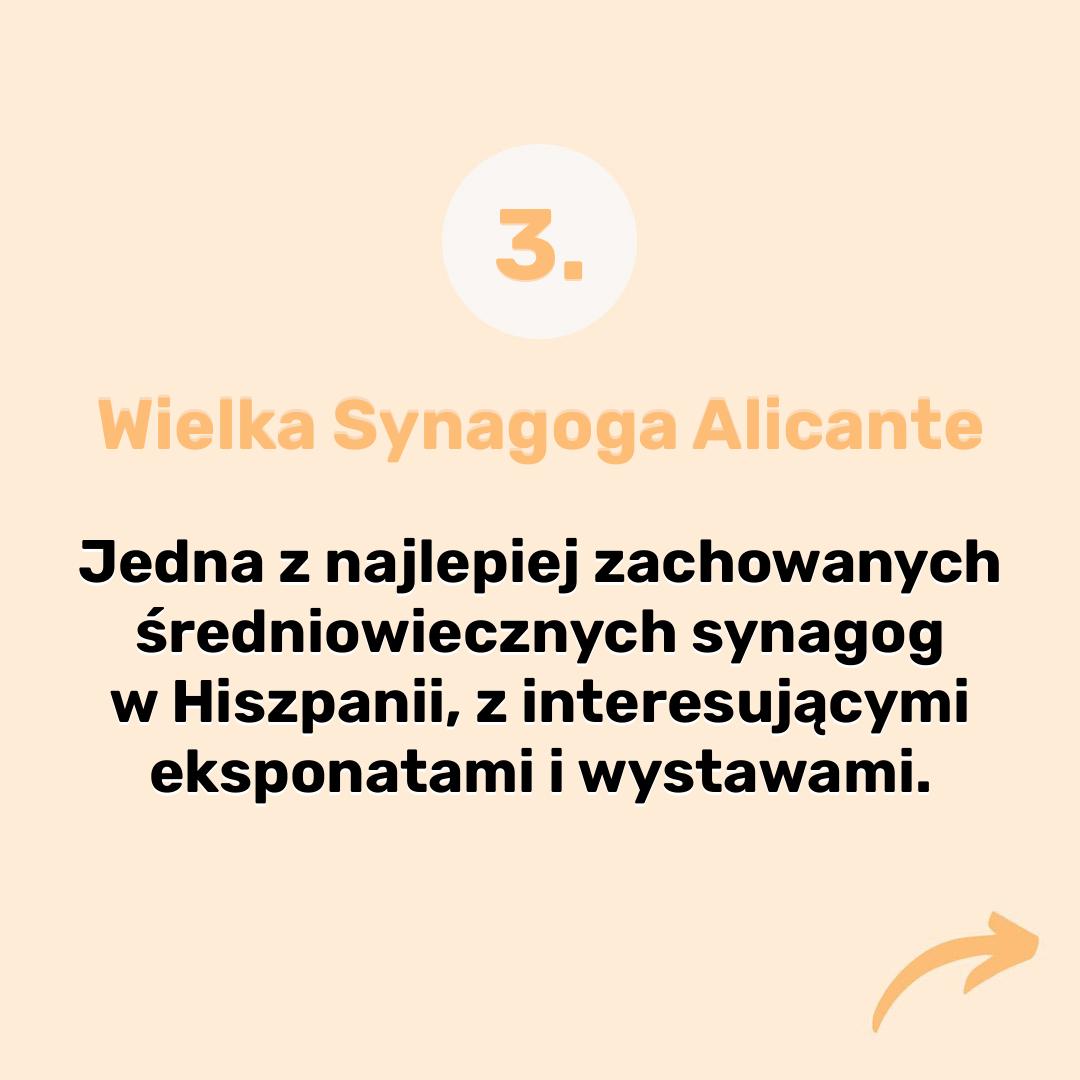 3.
Wielka Synagoga Alicante
Jedna z najlepiej zachowanych
średniowiecznych synagog
w Hiszpanii, z interesującymi
eksponatami i wystawami.